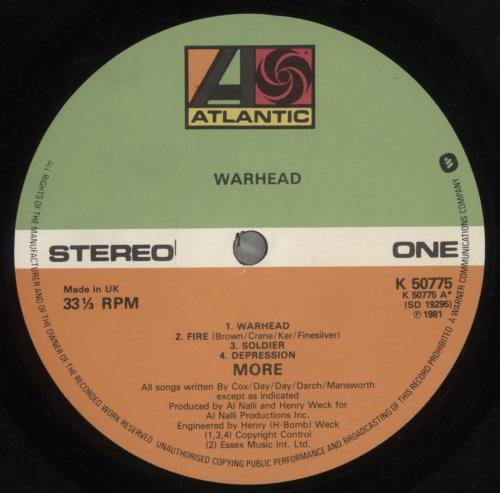 ATLANTIC
WARHEAD
STEREO
ONE
Made in UK
33⅓ RPM
K 50775
K 50775 A*
(SD 19295)
℗ 1981
1. WARHEAD
2. FIRE (Brown/Crane/Ker/Finesilver)
3. SOLDIER
4. DEPRESSION
MORE
All songs written By Cox/Day/Day/Darch/Mansworth
except as indicated
Produced by Al Nalli and Henry Weck for
Al Nalli Productions Inc.
Engineered by Henry (H-Bomb) Weck
(1,3,4) Copyright Control
(2) Essex Music Int. Ltd.
ALL RIGHTS OF THE MANUFACTURER AND OF THE OWNER OF THE RECORDED WORK RESERVED UNAUTHORISED COPYING PUBLIC PERFORMANCE AND BROADCASTING OF THIS RECORD PROHIBITED A WARNER COMMUNICATIONS COMPANY